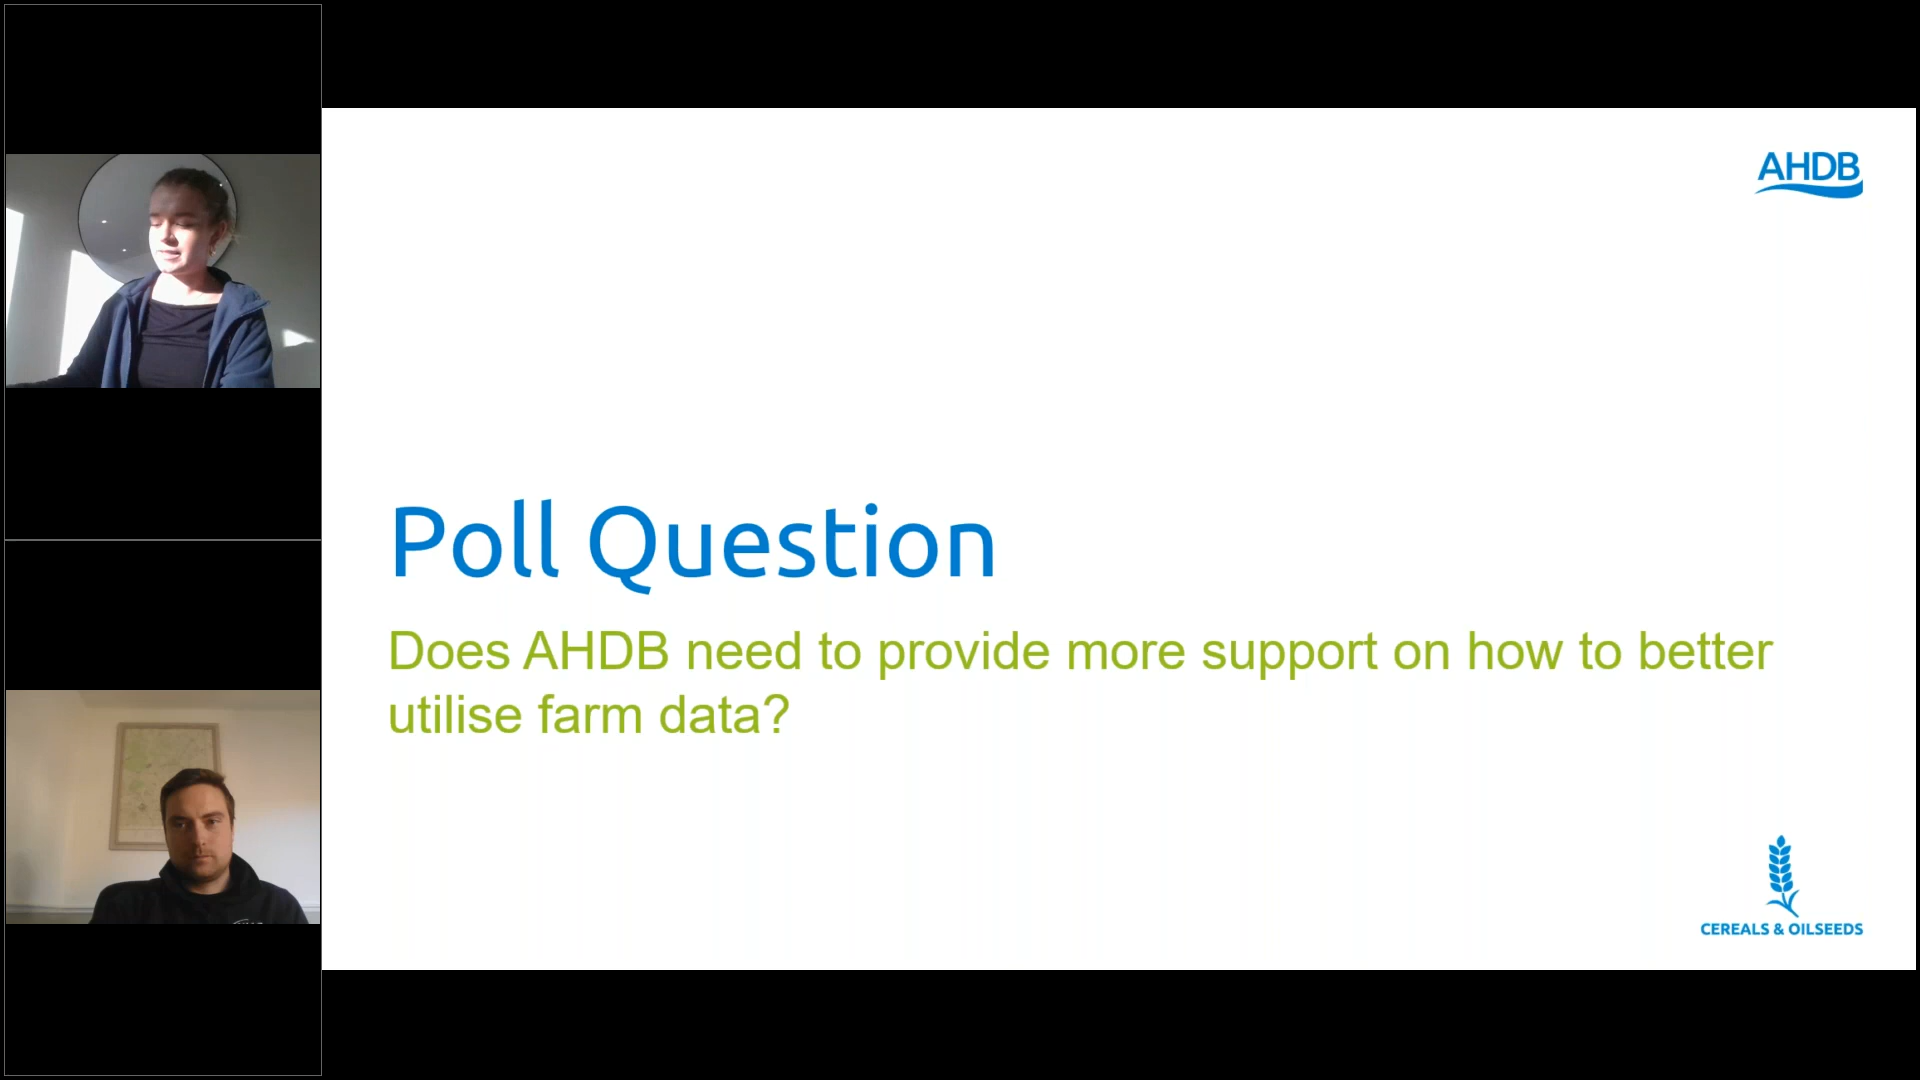 AHDB
Poll Question
Does AHDB need to provide more support on how to better
utilise farm data?
CEREALS & OILSEEDS